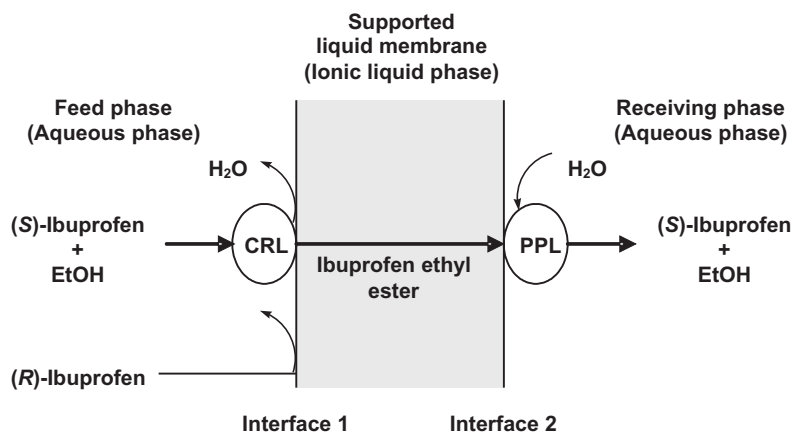 Supported
liquid membrane
(Ionic liquid phase)
Feed phase
(Aqueous phase)
Receiving phase
(Aqueous phase)
H₂O
H₂O
(S)-Ibuprofen
+
EtOH
CRL
Ibuprofen ethyl
ester
PPL
(S)-Ibuprofen
+
EtOH
(R)-Ibuprofen
Interface 1
Interface 2